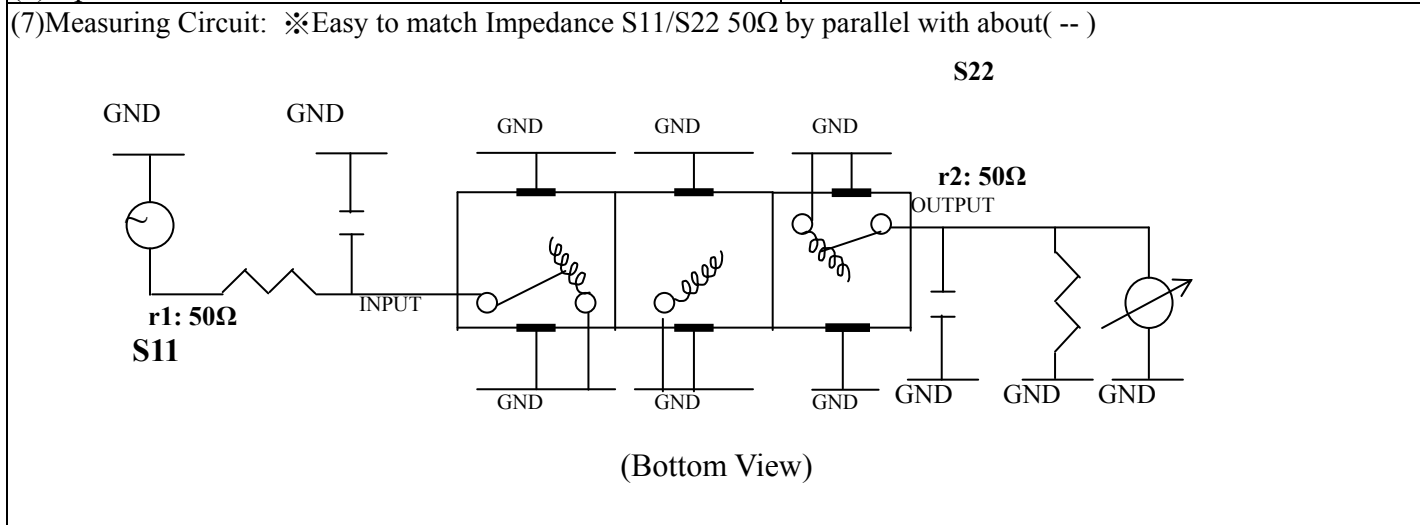 (7)Measuring Circuit: ※Easy to match Impedance S11/S22 50Ω by parallel with about( -- )
S22
GND GND GND GND GND
r2: 50Ω
OUTPUT
INPUT
r1: 50Ω
S11
GND GND GND GND GND GND
(Bottom View)